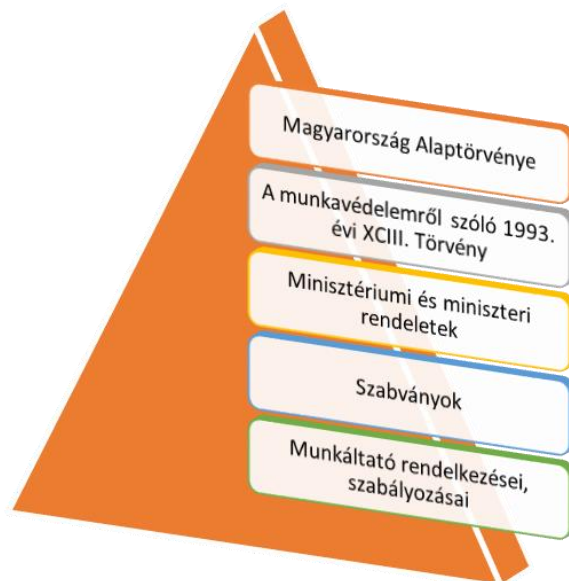 Magyarország Alaptörvénye
A munkavédelemről szóló 1993.
évi XCIII. Törvény
Minisztériumi és miniszteri
rendeletek
Szabványok
Munkáltató rendelkezései,
szabályozásai